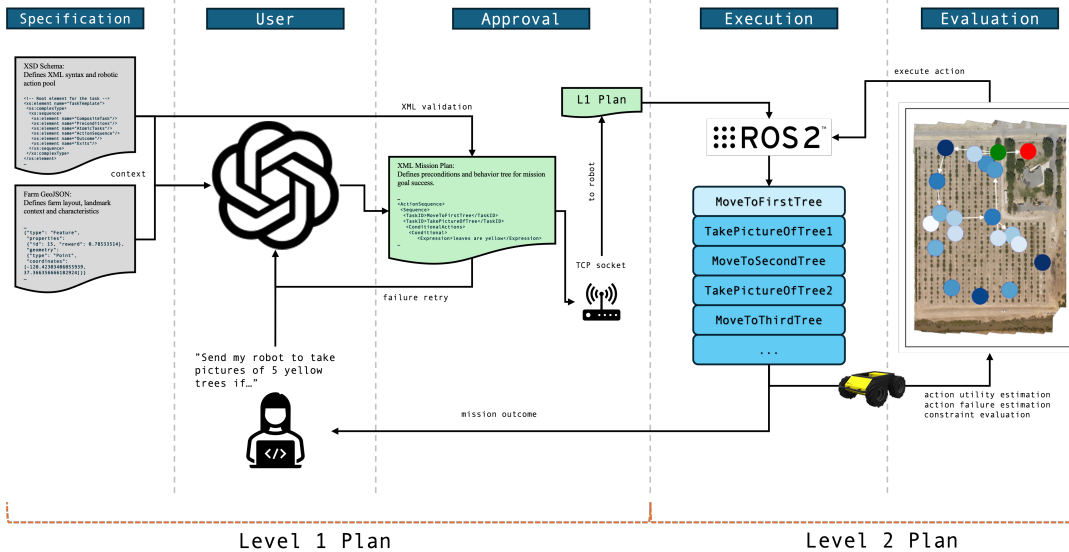 Specification
User
Approval
Execution
Evaluation
XSD Schema:
Defines XML syntax and robotic
action pool
<!-- Root element for the task -->
<xs:element name="TaskTemplate">
<xs:complexType>
<xs:sequence>
<xs:element name="CompositeTask"/>
<xs:element name="Preconditions"/>
<xs:element name="AtomicTasks"/>
<xs:element name="ActionSequence"/>
<xs:element name="Outcome"/>
<xs:element name="Exits"/>
</xs:sequence>
</xs:complexType>
</xs:element>
…
context
Farm GeoJSON:
Defines farm layout, landmark
context and characteristics
…
{"type": "Feature",
"properties":
{"id": 15, "reward": 0.70533514},
"geometry":
{"type": "Point",
"coordinates":
…
"Send my robot to take
pictures of 5 yellow
trees if…"
</>
XML validation
XML Mission Plan:
Defines preconditions and behavior tree for mission
goal success.
…
<ActionSequence>
<Sequence>
<TaskID>MoveToFirstTree</TaskID>
<TaskID>TakePictureOfTree</TaskID>
<ConditionalActions>
<Conditional>
<Expression>leaves are yellow</Expression>
…
failure retry
L1 Plan
to robot
TCP socket
ROS 2™
MoveToFirstTree
TakePictureOfTree1
MoveToSecondTree
TakePictureOfTree2
MoveToThirdTree
...
execute action
action utility estimation
action failure estimation
constraint evaluation
mission outcome
Level 1 Plan
Level 2 Plan